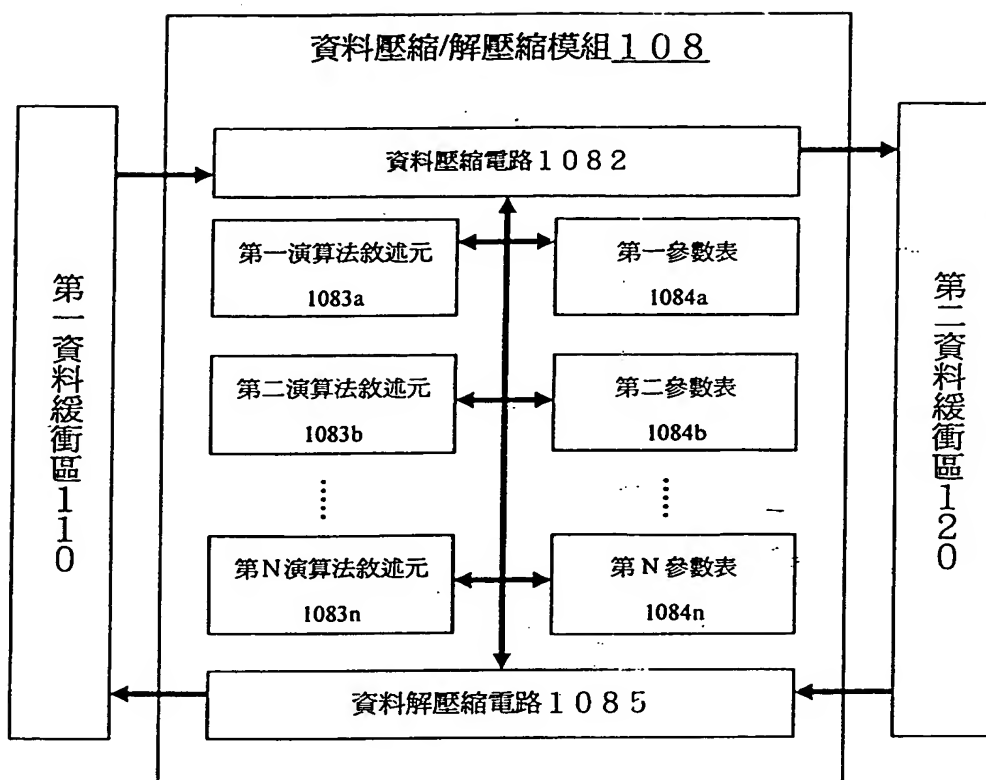 資料壓縮/解壓縮模組108
資料壓縮電路1082
第一演算法敘述元
1083a
第一參數表
1084a
第二演算法敘述元
1083b
第二參數表
1084b
第N演算法敘述元
1083n
第N參數表
1084n
資料解壓縮電路1085
第一資料緩衝區110
第二資料緩衝區120